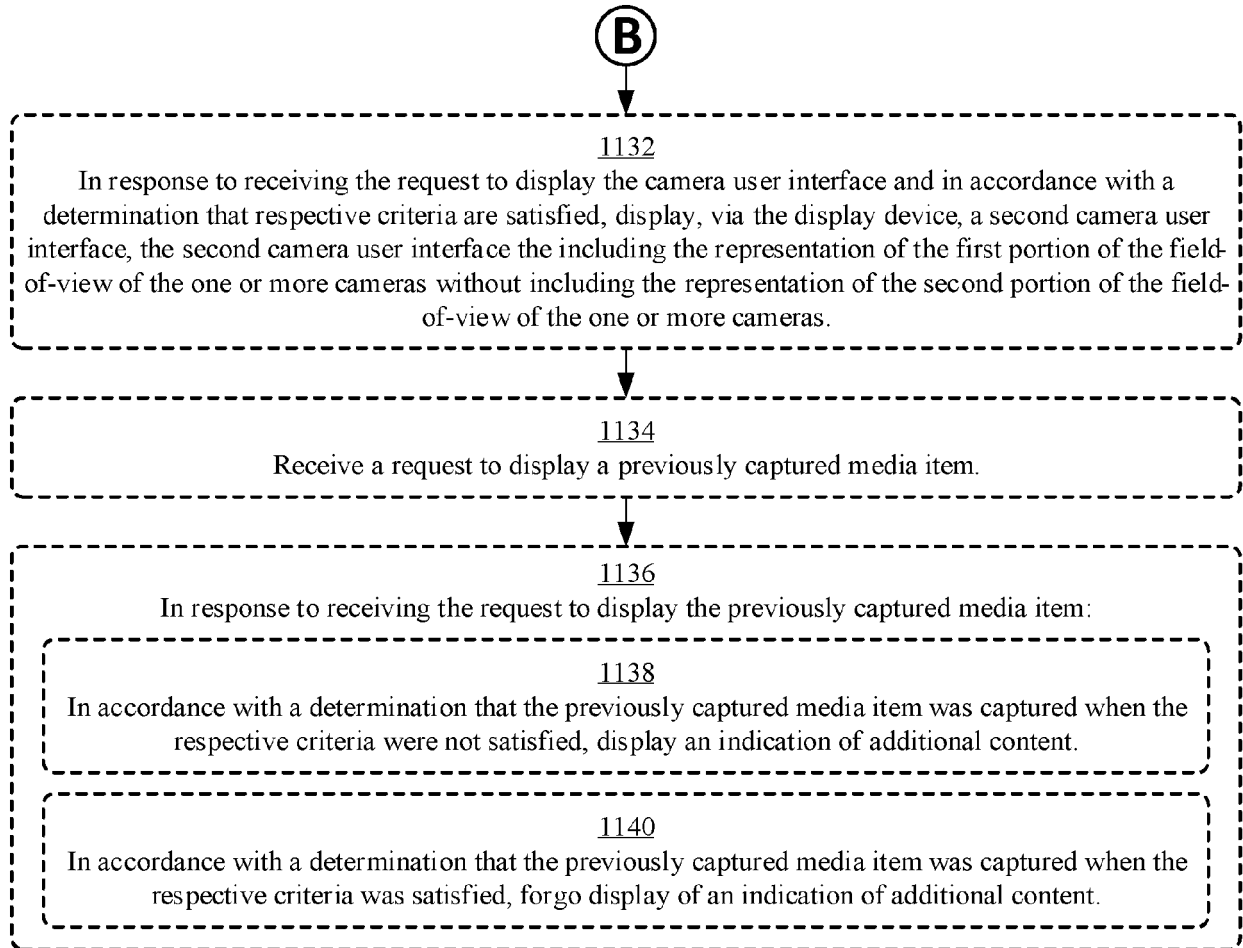 B
1132
In response to receiving the request to display the camera user interface and in accordance with a
determination that respective criteria are satisfied, display, via the display device, a second camera user
interface, the second camera user interface the including the representation of the first portion of the field-
of-view of the one or more cameras without including the representation of the second portion of the field-
of-view of the one or more cameras.
1134
Receive a request to display a previously captured media item.
1136
In response to receiving the request to display the previously captured media item:
1138
In accordance with a determination that the previously captured media item was captured when the
respective criteria were not satisfied, display an indication of additional content.
1140
In accordance with a determination that the previously captured media item was captured when the
respective criteria was satisfied, forgo display of an indication of additional content.